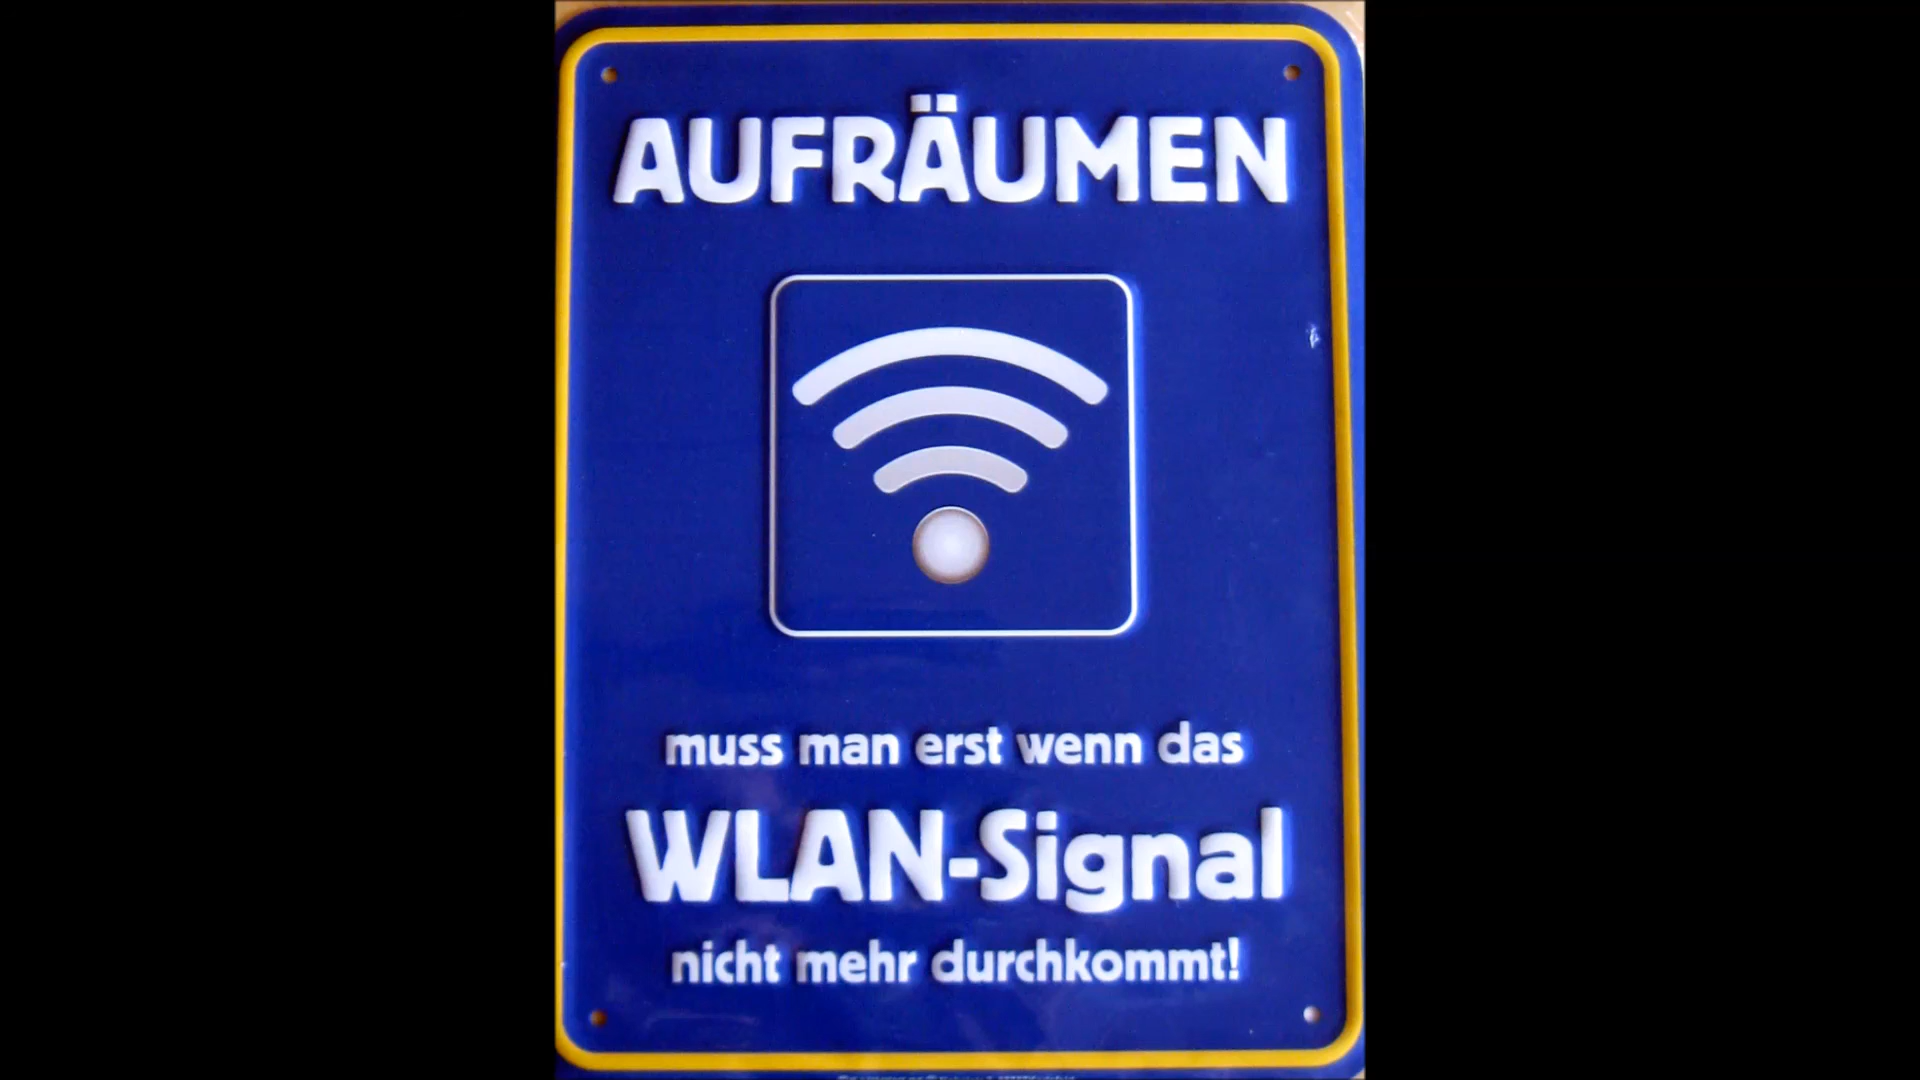 AUFRÄUMEN
muss man erst wenn das
WLAN-Signal
nicht mehr durchkommt!